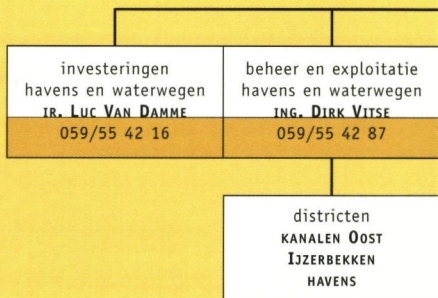 investeringen
havens en waterwegen
IR. LUC VAN DAMME
059/55 42 16
beheer en exploitatie
havens en waterwegen
ING. DIRK VITSE
059/55 42 87
districten
KANALEN OOST
IJZERBEKKEN
HAVENS